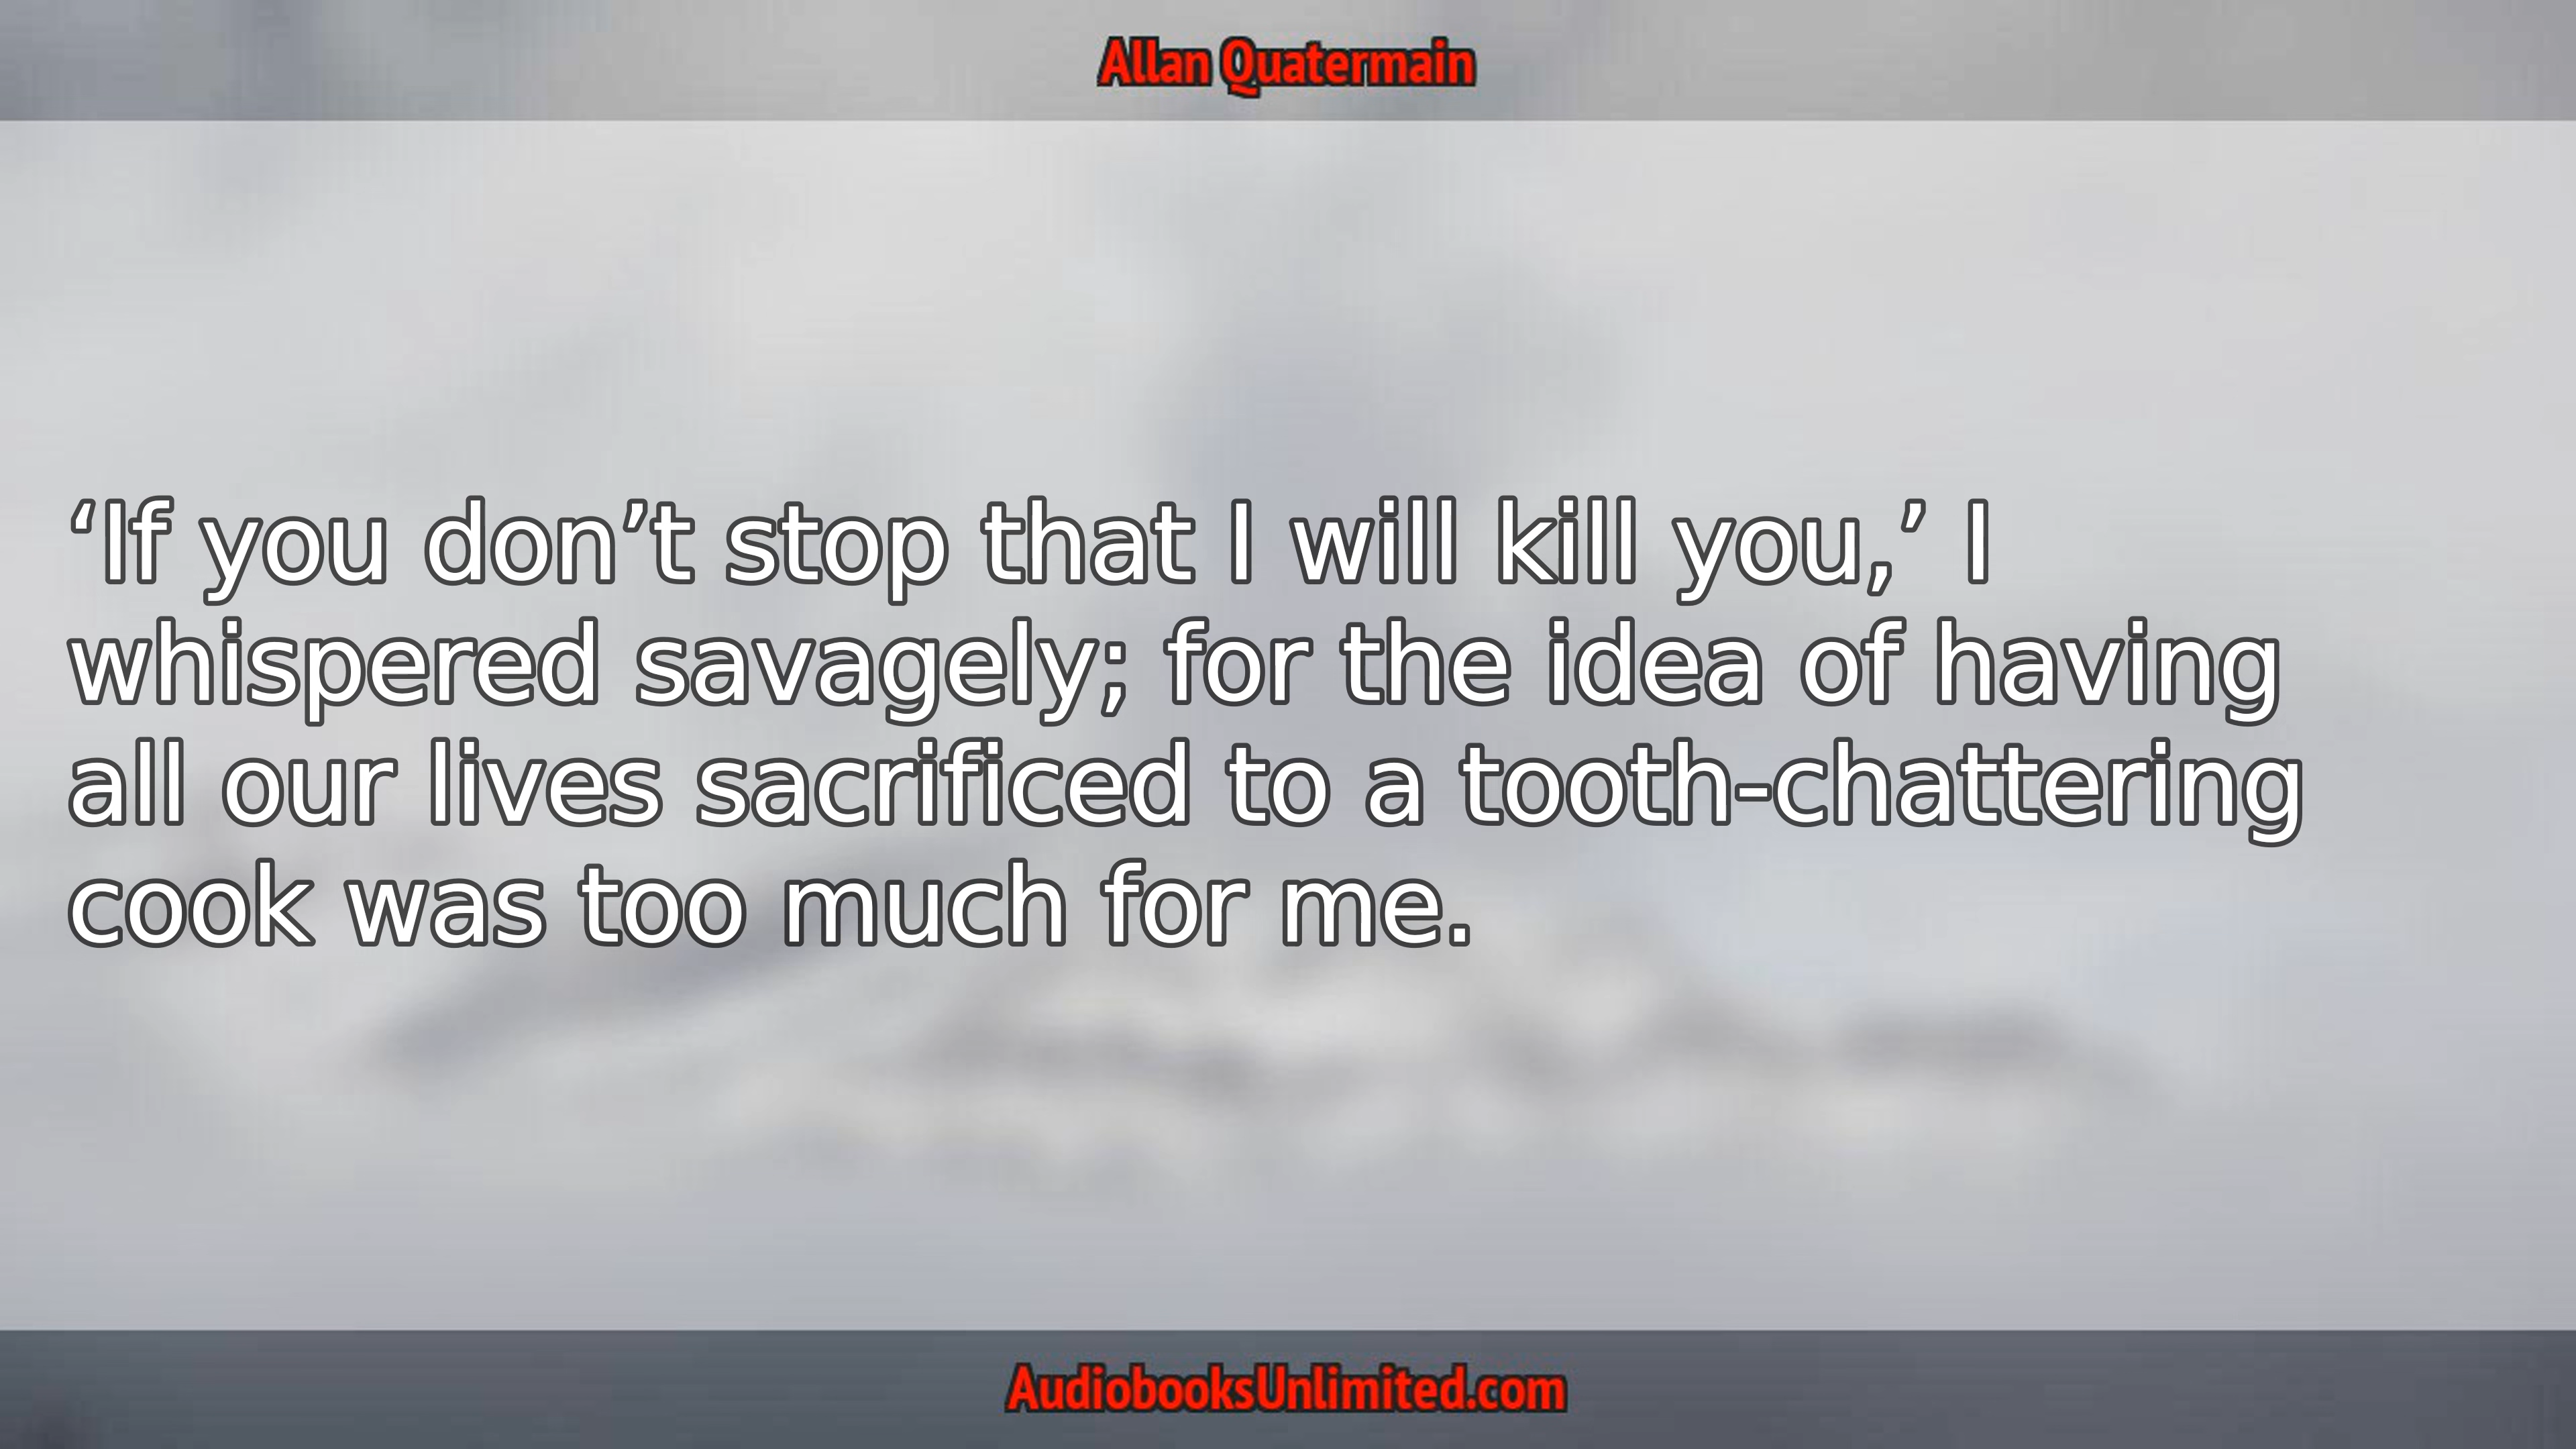 Allan Quatermain
‘If you don’t stop that I will kill you,’ I
whispered savagely; for the idea of having
all our lives sacrificed to a tooth-chattering
cook was too much for me.
AudiobooksUnlimited.com